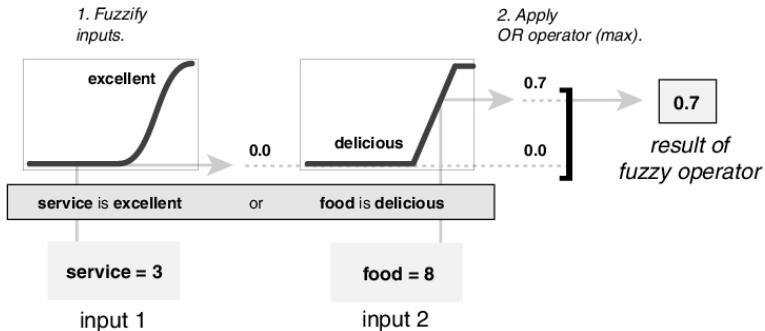 1. Fuzzify
inputs.
2. Apply
OR operator (max).
excellent
0.0
delicious
0.7
0.0
0.7
result of
fuzzy operator
service is excellent or food is delicious
service = 3
food = 8
input 1
input 2